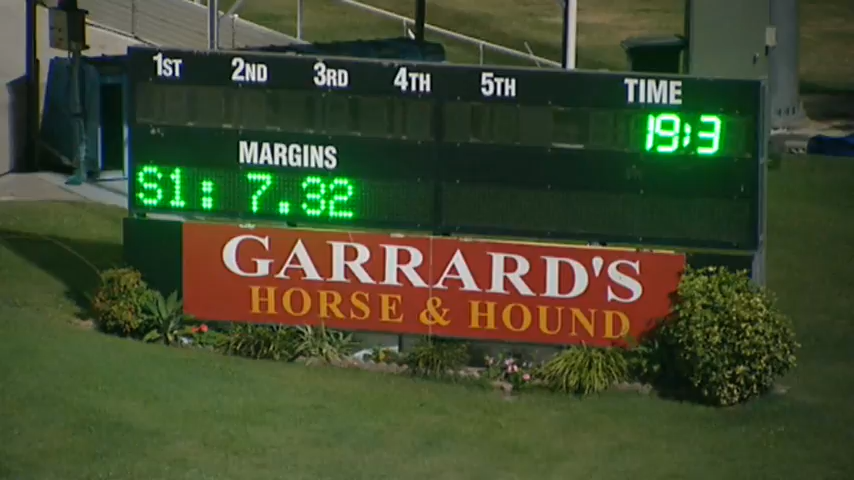 1ST 2ND 3RD 4TH 5TH TIME
19:3
MARGINS
S1: 7.32
GARRARD'S
HORSE & HOUND